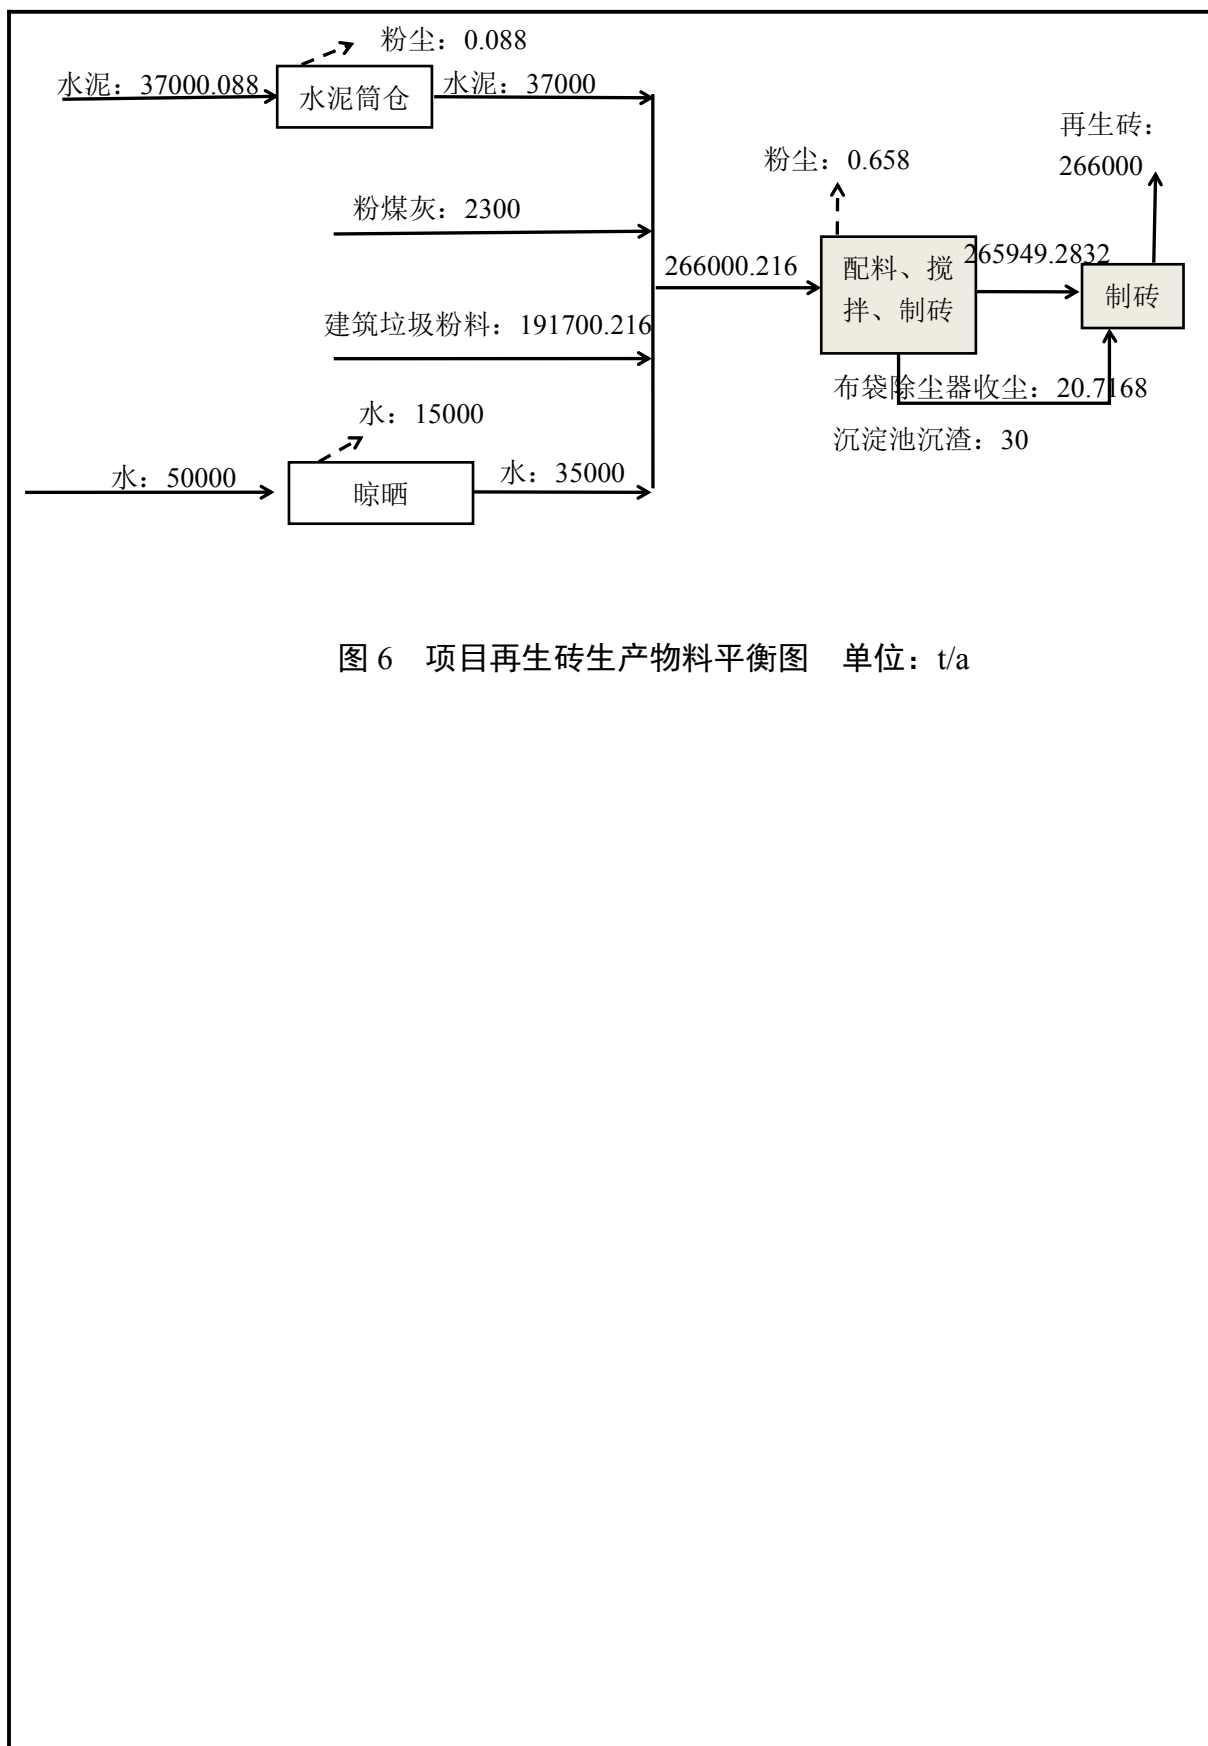 粉尘：0.088
水泥：37000.088
水泥筒仓
水泥：37000
再生砖：
266000
粉尘：0.658
粉煤灰：2300
266000.216
配料、搅
拌、制砖
265949.2832
制砖
建筑垃圾粉料：191700.216
布袋除尘器收尘：20.7168
沉淀池沉渣：30
水：15000
水：50000
晾晒
水：35000
图 6 项目再生砖生产物料平衡图 单位：t/a